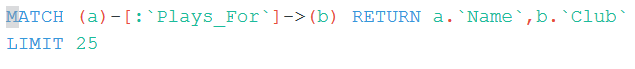 MATCH (a)-[:`Plays_For`]->(b) RETURN a.`Name`,b.`Club`
LIMIT 25